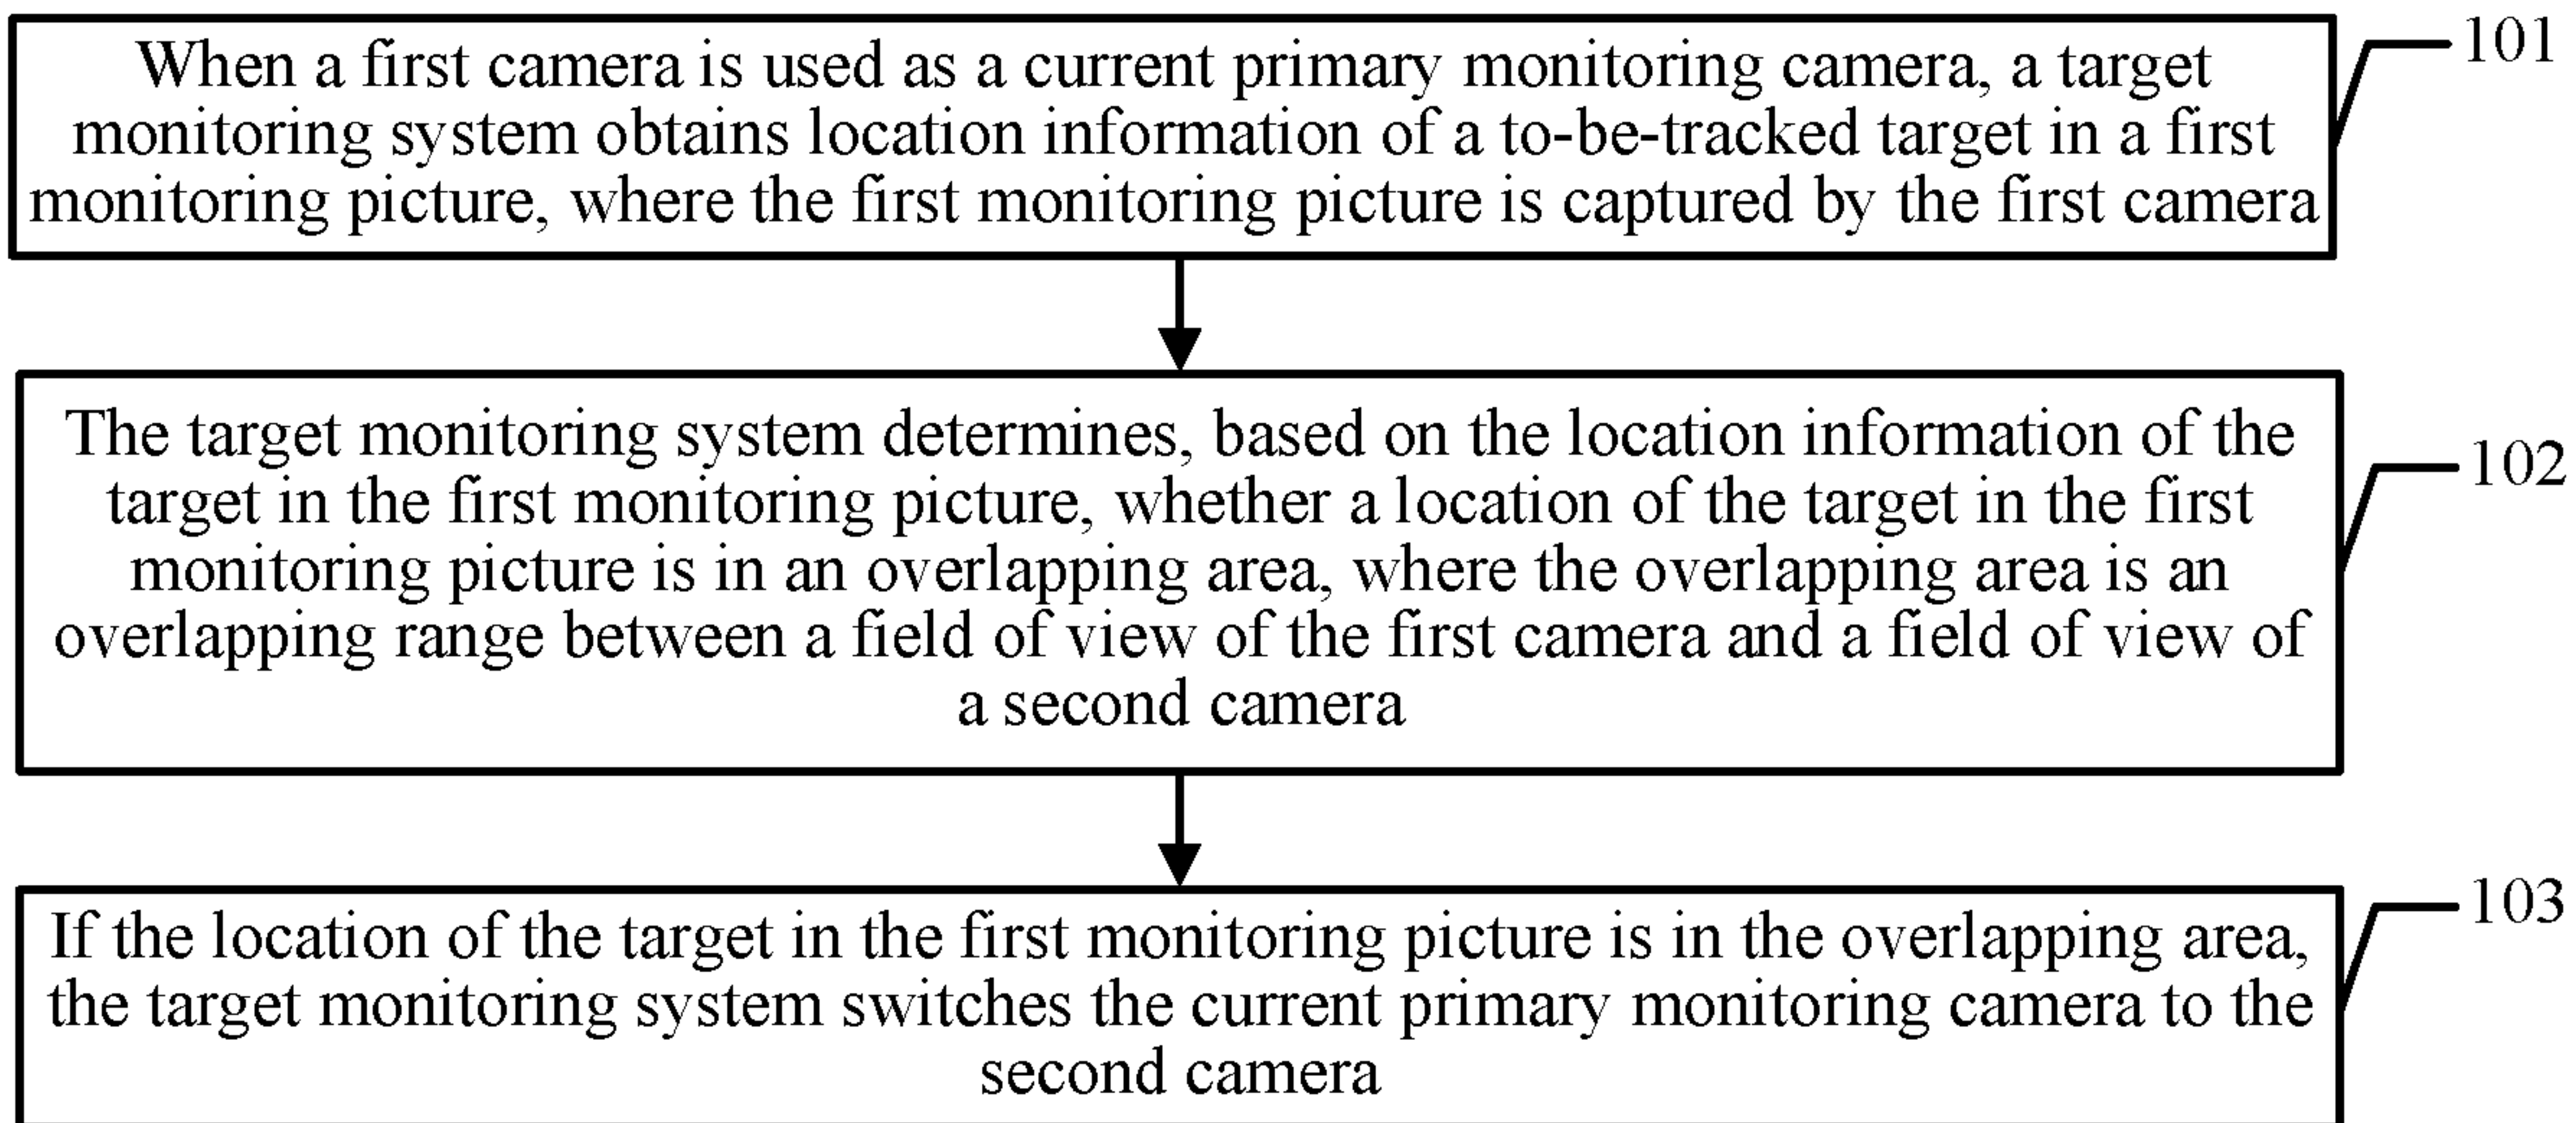 When a first camera is used as a current primary monitoring camera, a target
monitoring system obtains location information of a to-be-tracked target in a first
monitoring picture, where the first monitoring picture is captured by the first camera
101
The target monitoring system determines, based on the location information of the
target in the first monitoring picture, whether a location of the target in the first
monitoring picture is in an overlapping area, where the overlapping area is an
overlapping range between a field of view of the first camera and a field of view of
a second camera
102
If the location of the target in the first monitoring picture is in the overlapping area,
the target monitoring system switches the current primary monitoring camera to the
second camera
103